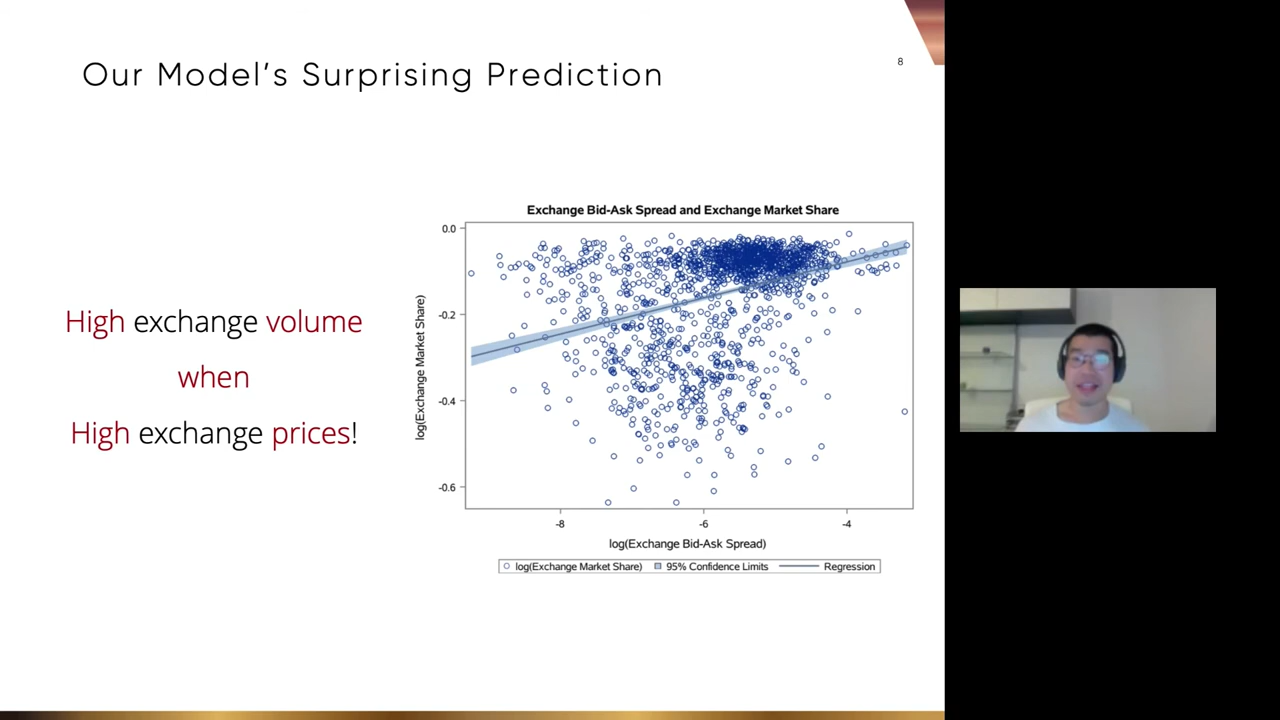 Our Model's Surprising Prediction
8
High exchange volume
when
High exchange prices!
Exchange Bid-Ask Spread and Exchange Market Share
0.0
-0.2
-0.4
-0.6
log(Exchange Market Share)
-8
-6
-4
log(Exchange Bid-Ask Spread)
log(Exchange Market Share) 95% Confidence Limits Regression